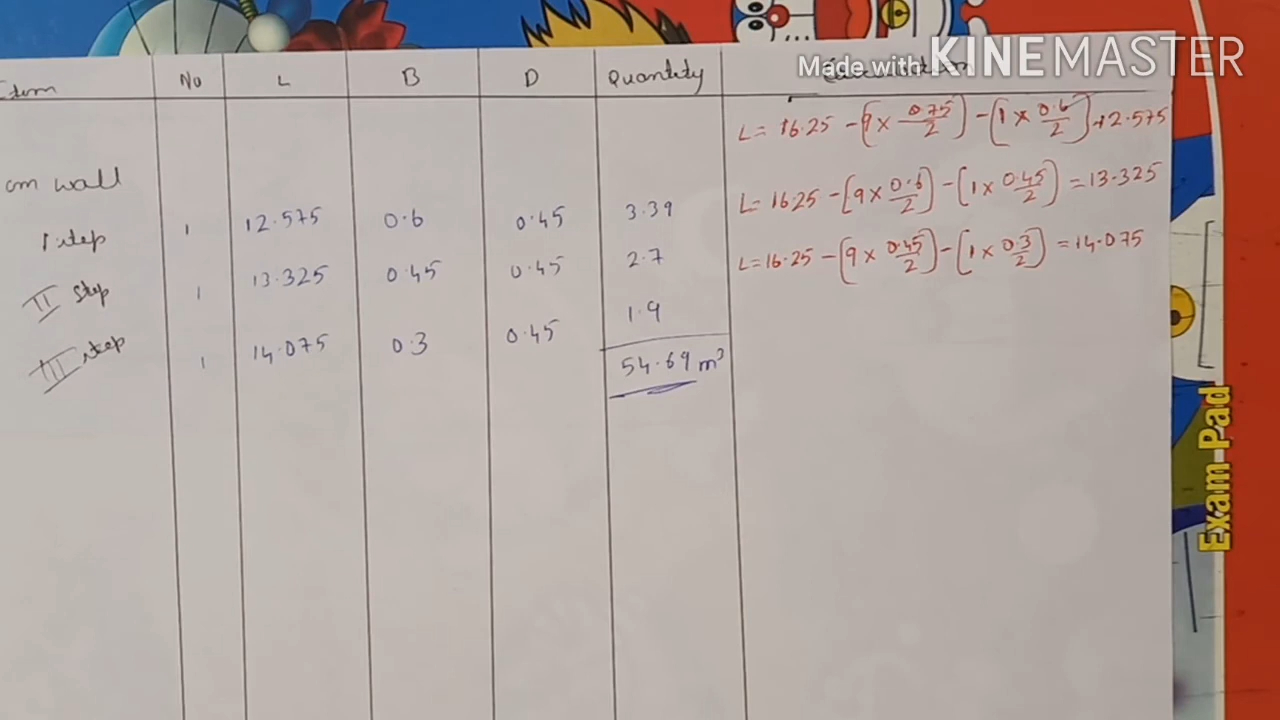 Made with KINEMASTER
Item No L B D Quantity
L = 16.25 - [9 × 0.75/2] - [1 × 0.6/2] = 12.575
cm wall
L = 16.25 - [9 × 0.6/2] - [1 × 0.45/2] = 13.325
I step 1 12.575 0.6 0.45 3.39
L = 16.25 - [9 × 0.45/2] - [1 × 0.3/2] = 14.075
II step 1 13.325 0.45 0.45 2.7
III step 1 14.075 0.3 0.45 1.9
54.69 m³
Exam Pad